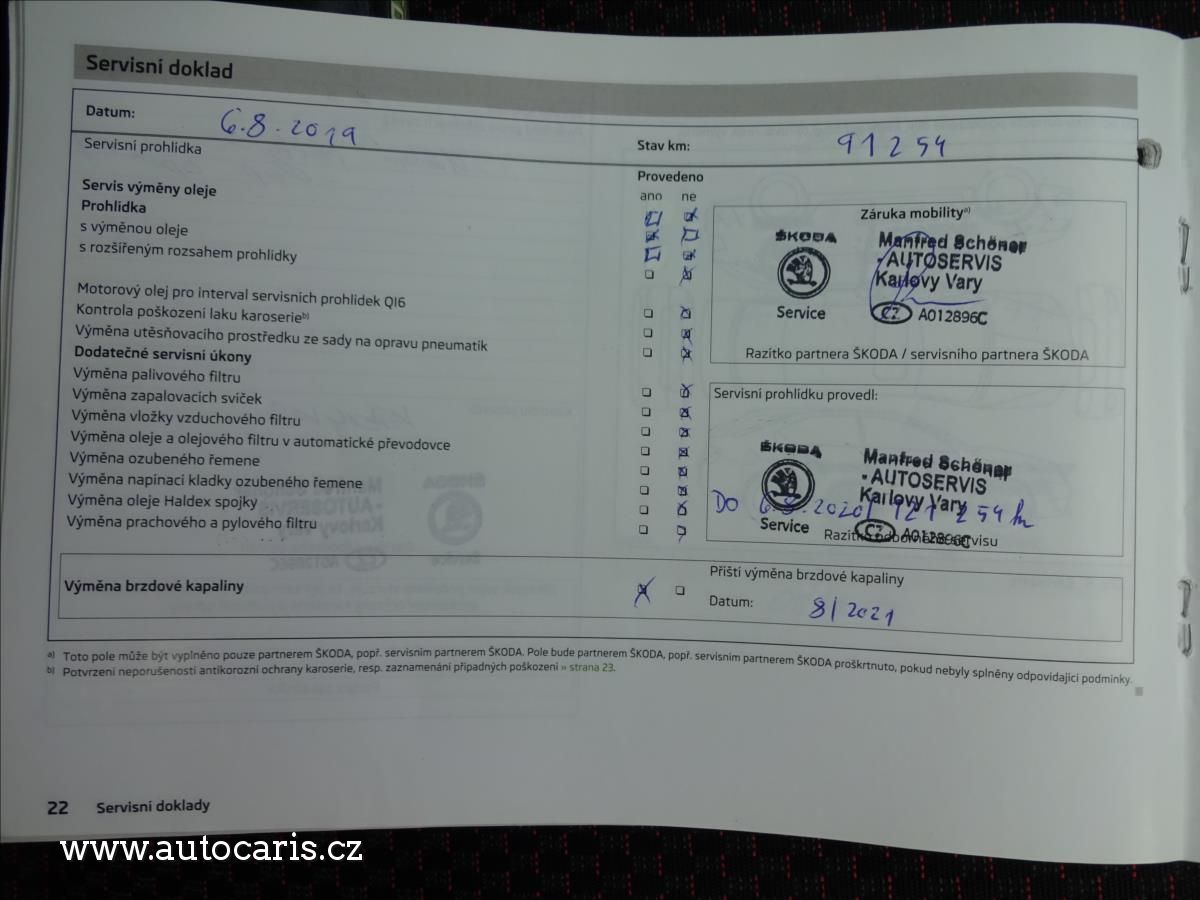 Servisní doklad
Datum: 6.8.2019
Stav km: 91254
Servisní prohlídka
Provedeno
ano ne
Servis výměny oleje
Prohlídka
s výměnou oleje
s rozšířeným rozsahem prohlídky
Motorový olej pro interval servisních prohlídek QI6
Kontrola poškození laku karoserie b)
Výměna utěsňovacího prostředku ze sady na opravu pneumatik
Dodatečné servisní úkony
Výměna palivového filtru
Výměna zapalovacích svíček
Výměna vložky vzduchového filtru
Výměna oleje a olejového filtru v automatické převodovce
Výměna ozubeného řemene
Výměna napínací kladky ozubeného řemene
Výměna oleje Haldex spojky
Výměna prachového a pylového filtru
Záruka mobility a)
ŠKODA
Service
Manfred Schöner
- AUTOSERVIS
Karlovy Vary
CZ A012896C
Razítko partnera ŠKODA / servisního partnera ŠKODA
Servisní prohlídku provedl:
ŠKODA
Service
Manfred Schöner
- AUTOSERVIS
Karlovy Vary
DO 6.8.2020/ 121 254 km
CZ A012896C
Razítko odborného servisu
Výměna brzdové kapaliny
Příští výměna brzdové kapaliny
Datum: 8/2021
a) Toto pole může být vyplněno pouze partnerem ŠKODA, popř. servisním partnerem ŠKODA. Pole bude partnerem ŠKODA, popř. servisním partnerem ŠKODA proškrtnuto, pokud nebyly splněny odpovídající podmínky.
b) Potvrzení neporušenosti antikorozní ochrany karoserie, resp. zaznamenání případných poškození » strana 23.
22 Servisní doklady
www.autocaris.cz